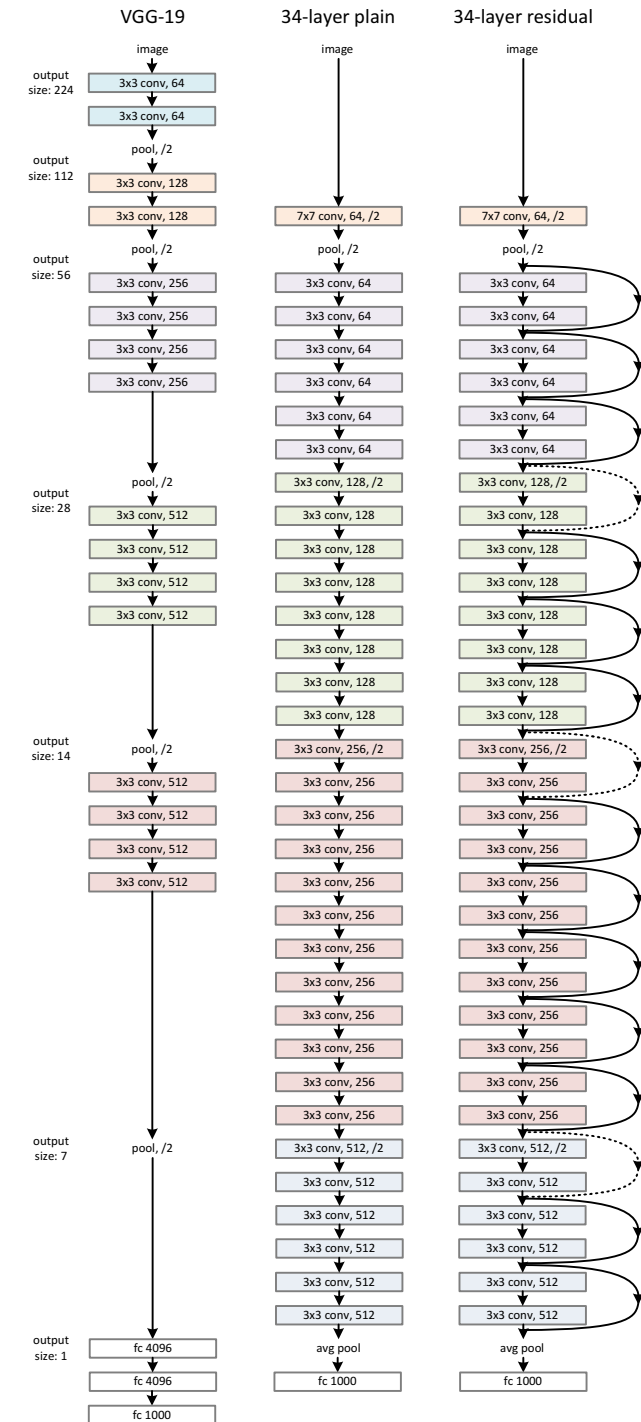 VGG-19
image
output
size: 224
3x3 conv, 64
3x3 conv, 64
pool, /2
output
size: 112
3x3 conv, 128
3x3 conv, 128
pool, /2
output
size: 56
3x3 conv, 256
3x3 conv, 256
3x3 conv, 256
3x3 conv, 256
pool, /2
output
size: 28
3x3 conv, 512
3x3 conv, 512
3x3 conv, 512
3x3 conv, 512
output
size: 14
pool, /2
3x3 conv, 512
3x3 conv, 512
3x3 conv, 512
3x3 conv, 512
output
size: 7
pool, /2
output
size: 1
fc 4096
fc 4096
fc 1000
34-layer plain
image
7x7 conv, 64, /2
pool, /2
3x3 conv, 64
3x3 conv, 64
3x3 conv, 64
3x3 conv, 64
3x3 conv, 64
3x3 conv, 64
3x3 conv, 128, /2
3x3 conv, 128
3x3 conv, 128
3x3 conv, 128
3x3 conv, 128
3x3 conv, 128
3x3 conv, 128
3x3 conv, 128
3x3 conv, 256, /2
3x3 conv, 256
3x3 conv, 256
3x3 conv, 256
3x3 conv, 256
3x3 conv, 256
3x3 conv, 256
3x3 conv, 256
3x3 conv, 256
3x3 conv, 256
3x3 conv, 256
3x3 conv, 256
3x3 conv, 512, /2
3x3 conv, 512
3x3 conv, 512
3x3 conv, 512
3x3 conv, 512
3x3 conv, 512
avg pool
fc 1000
34-layer residual
image
7x7 conv, 64, /2
pool, /2
3x3 conv, 64
3x3 conv, 64
3x3 conv, 64
3x3 conv, 64
3x3 conv, 64
3x3 conv, 64
3x3 conv, 128, /2
3x3 conv, 128
3x3 conv, 128
3x3 conv, 128
3x3 conv, 128
3x3 conv, 128
3x3 conv, 128
3x3 conv, 128
3x3 conv, 256, /2
3x3 conv, 256
3x3 conv, 256
3x3 conv, 256
3x3 conv, 256
3x3 conv, 256
3x3 conv, 256
3x3 conv, 256
3x3 conv, 256
3x3 conv, 256
3x3 conv, 256
3x3 conv, 256
3x3 conv, 512, /2
3x3 conv, 512
3x3 conv, 512
3x3 conv, 512
3x3 conv, 512
3x3 conv, 512
avg pool
fc 1000